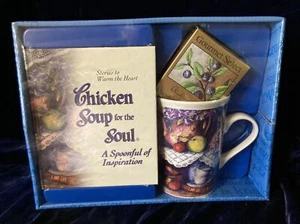 Stories to
Warm the Heart
Chicken
Soup for the
Soul®
A Spoonful of
Inspiration
Gourmet Select